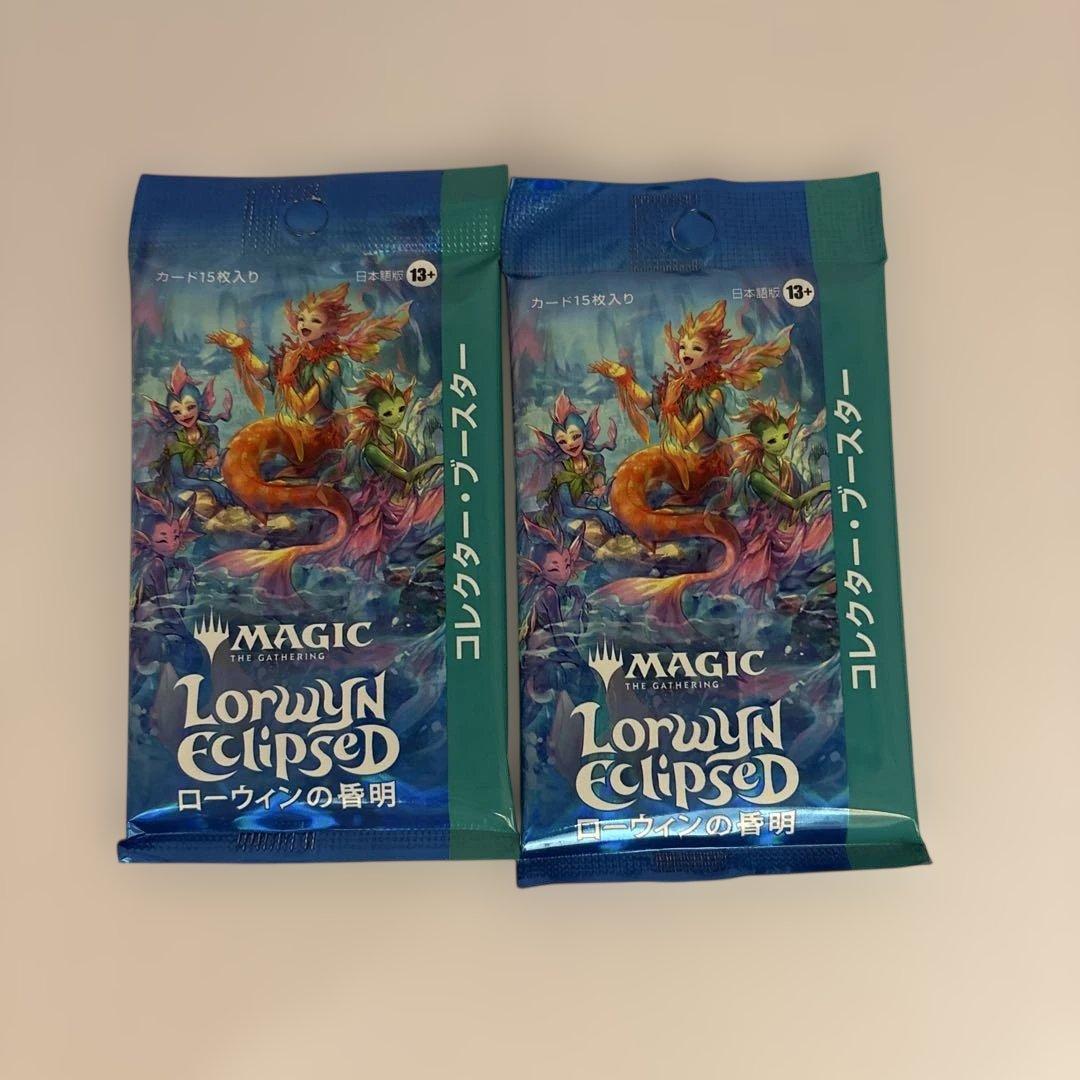 カード15枚入り
日本語版 13+
コレクター・ブースター
MAGIC
THE GATHERING
Lorwyn
Eclipsed
ローウィンの昏明
カード15枚入り
日本語版 13+
コレクター・ブースター
MAGIC
THE GATHERING
Lorwyn
Eclipsed
ローウィンの昏明